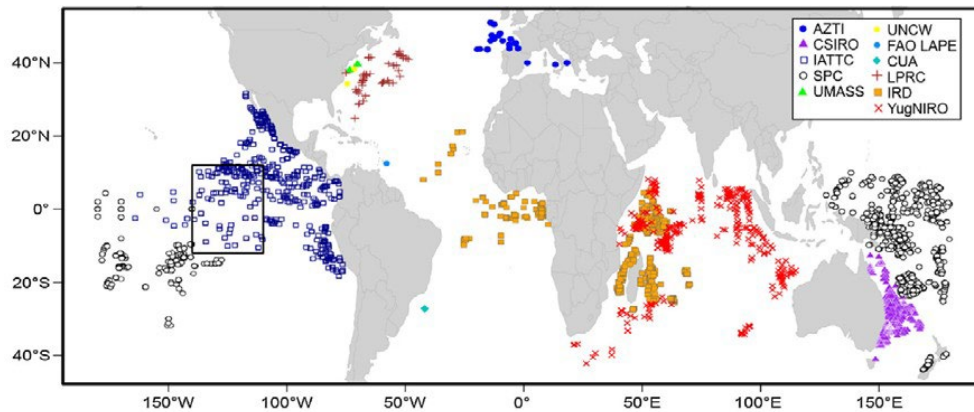 AZTI
CSIRO
IATTC
SPC
UMASS
UNCW
FAO LAPE
CUA
LPRC
IRD
YugNIRO
40°N
20°N
0°
20°S
40°S
150°W
100°W
50°W
0°
50°E
100°E
150°E